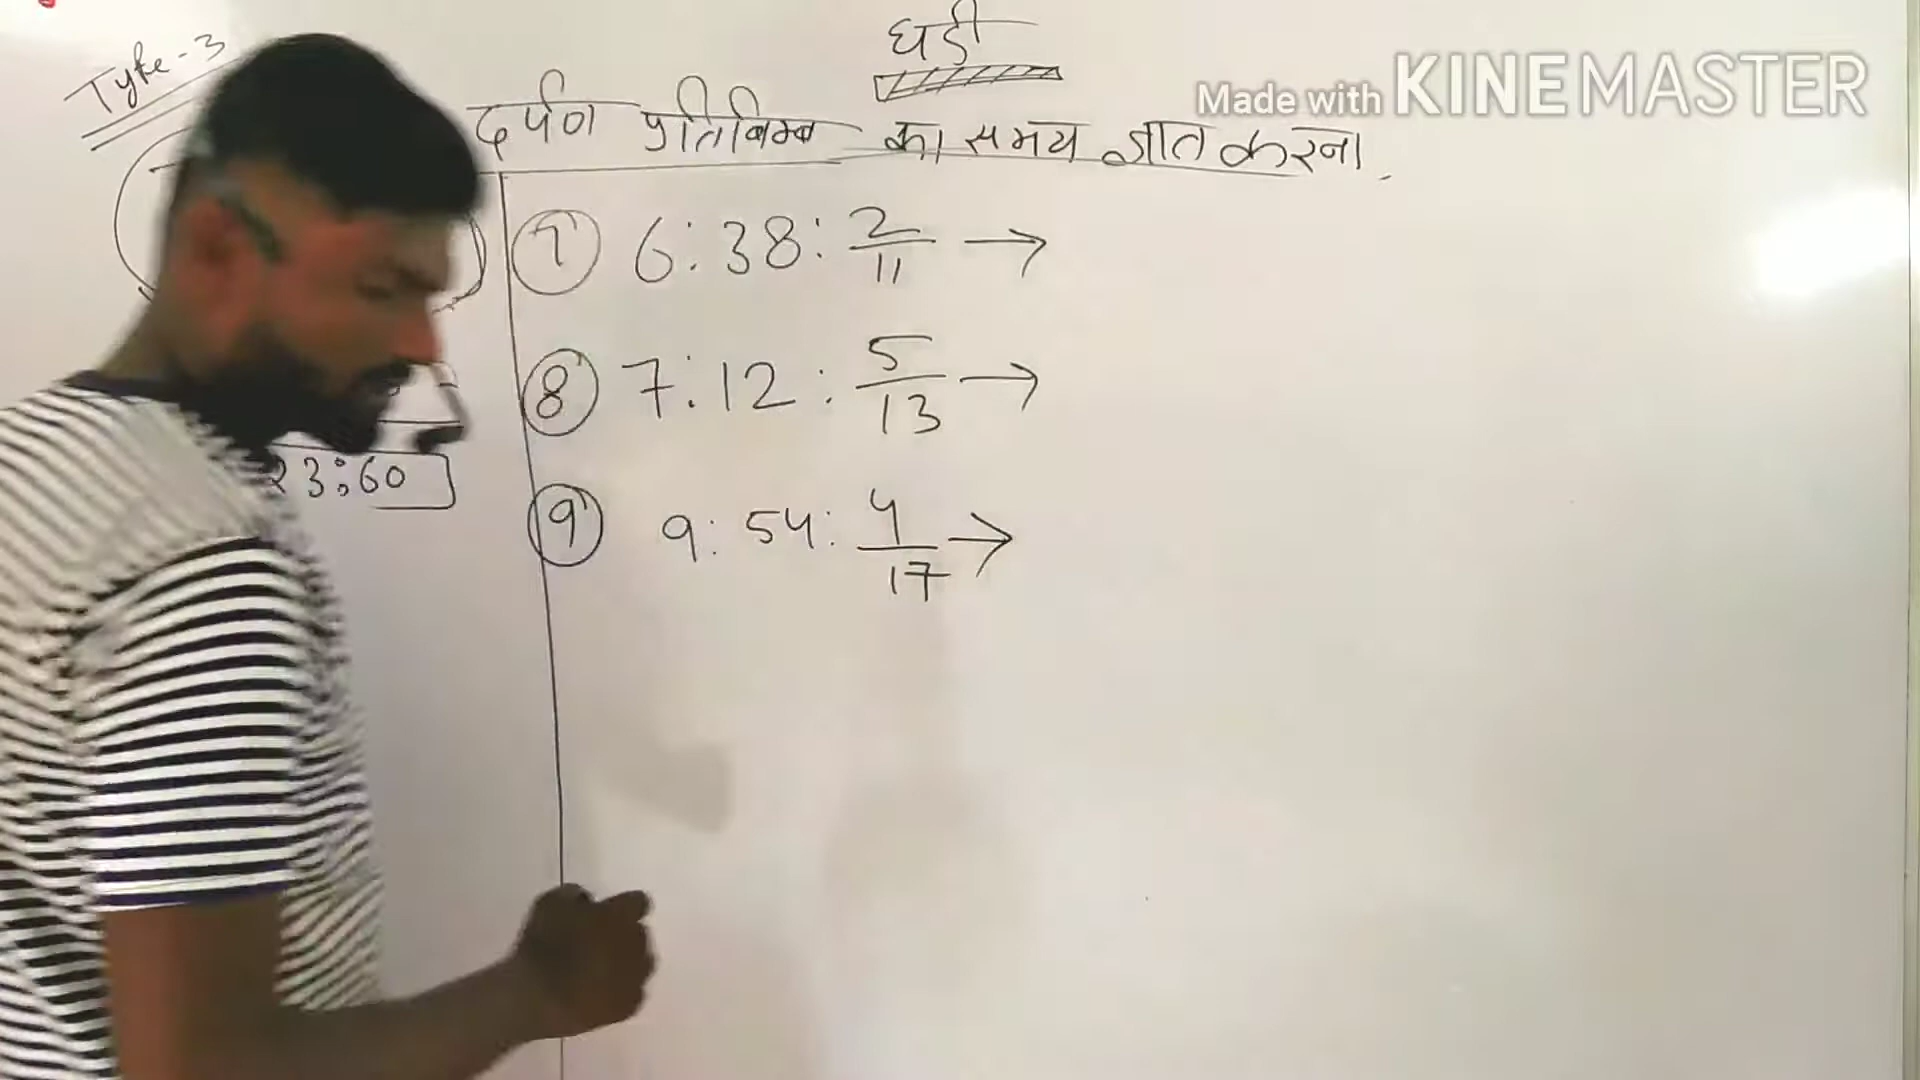 Type-3
घड़ी
Made with KINEMASTER
दर्पण प्रतिबिम्ब का समय ज्ञात करना.
7 6:38:2/11 →
8 7:12:5/13 →
23:60
9 9:54:4/17 →